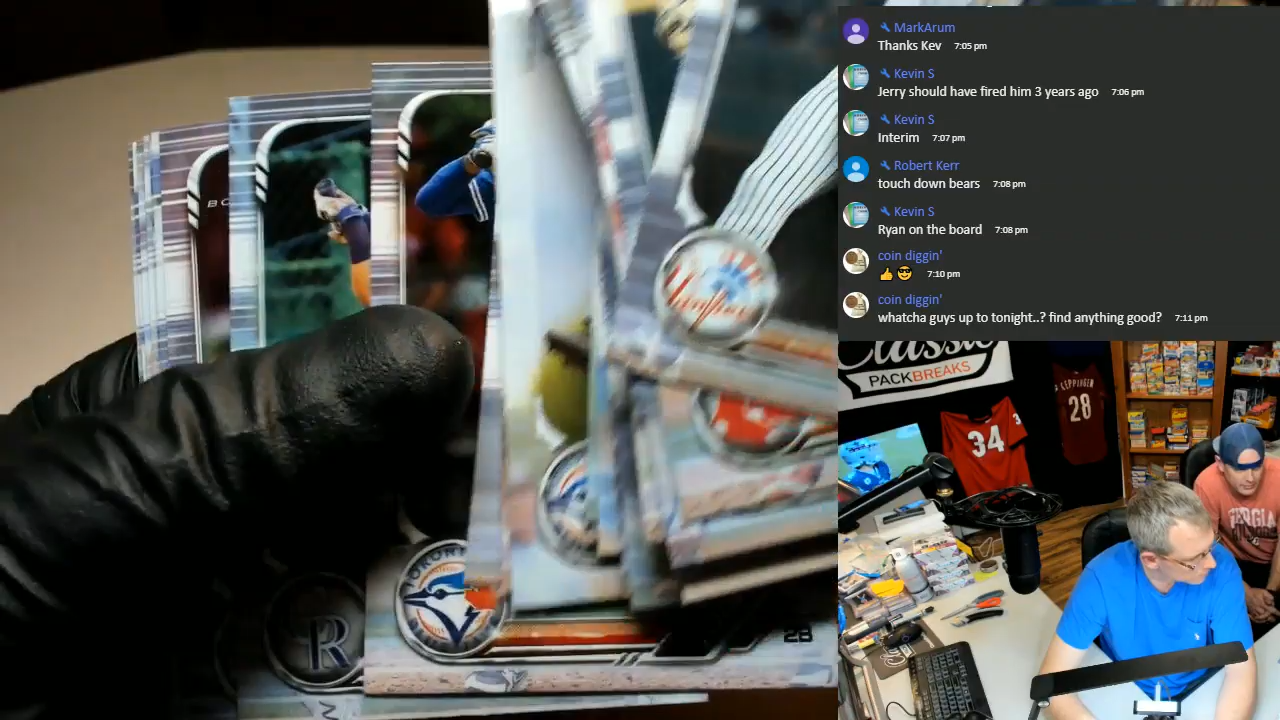 MarkArum
Thanks Kev 7:05 pm
Kevin S
Jerry should have fired him 3 years ago 7:06 pm
Kevin S
Interim 7:07 pm
Robert Kerr
touch down bears 7:08 pm
Kevin S
Ryan on the board 7:08 pm
coin diggin'
👍😎 7:10 pm
coin diggin'
whatcha guys up to tonight..? find anything good? 7:11 pm
Classic
PACKBREAKS
LEPPINGER
28
34
R
28